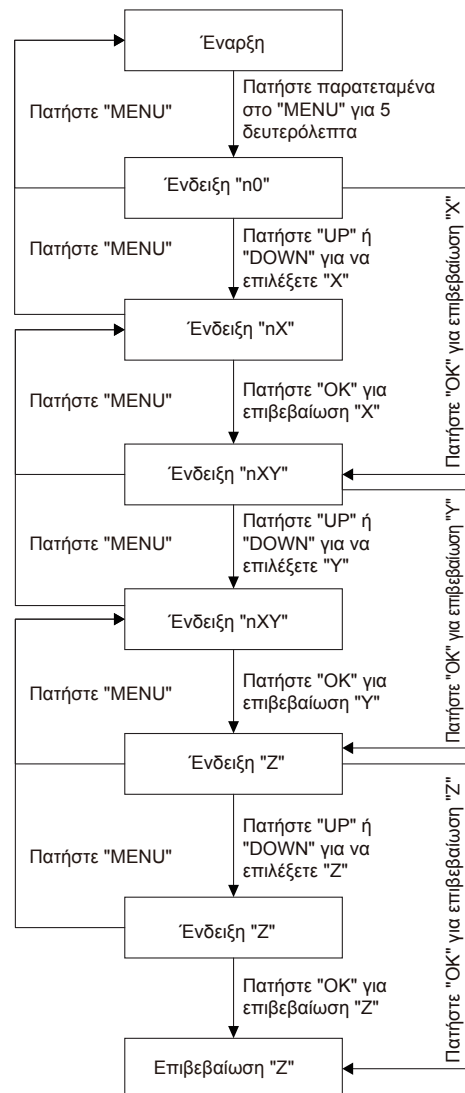 Έναρξη
Πατήστε "MENU"
Πατήστε παρατεταμένα
στο "MENU" για 5
δευτερόλεπτα
Ένδειξη "n0"
Πατήστε "MENU"
Πατήστε "UP" ή
"DOWN" για να
επιλέξετε "X"
Πατήστε "OK" για επιβεβαίωση "X"
Ένδειξη "nX"
Πατήστε "MENU"
Πατήστε "OK" για
επιβεβαίωση "X"
Ένδειξη "nXY"
Πατήστε "MENU"
Πατήστε "UP" ή
"DOWN" για να
επιλέξετε "Y"
Πατήστε "OK" για επιβεβαίωση "Y"
Ένδειξη "nXY"
Πατήστε "MENU"
Πατήστε "OK" για
επιβεβαίωση "Y"
Ένδειξη "Z"
Πατήστε "MENU"
Πατήστε "UP" ή
"DOWN" για να
επιλέξετε "Z"
Πατήστε "OK" για επιβεβαίωση "Z"
Ένδειξη "Z"
Πατήστε "OK" για
επιβεβαίωση "Z"
Επιβεβαίωση "Z"